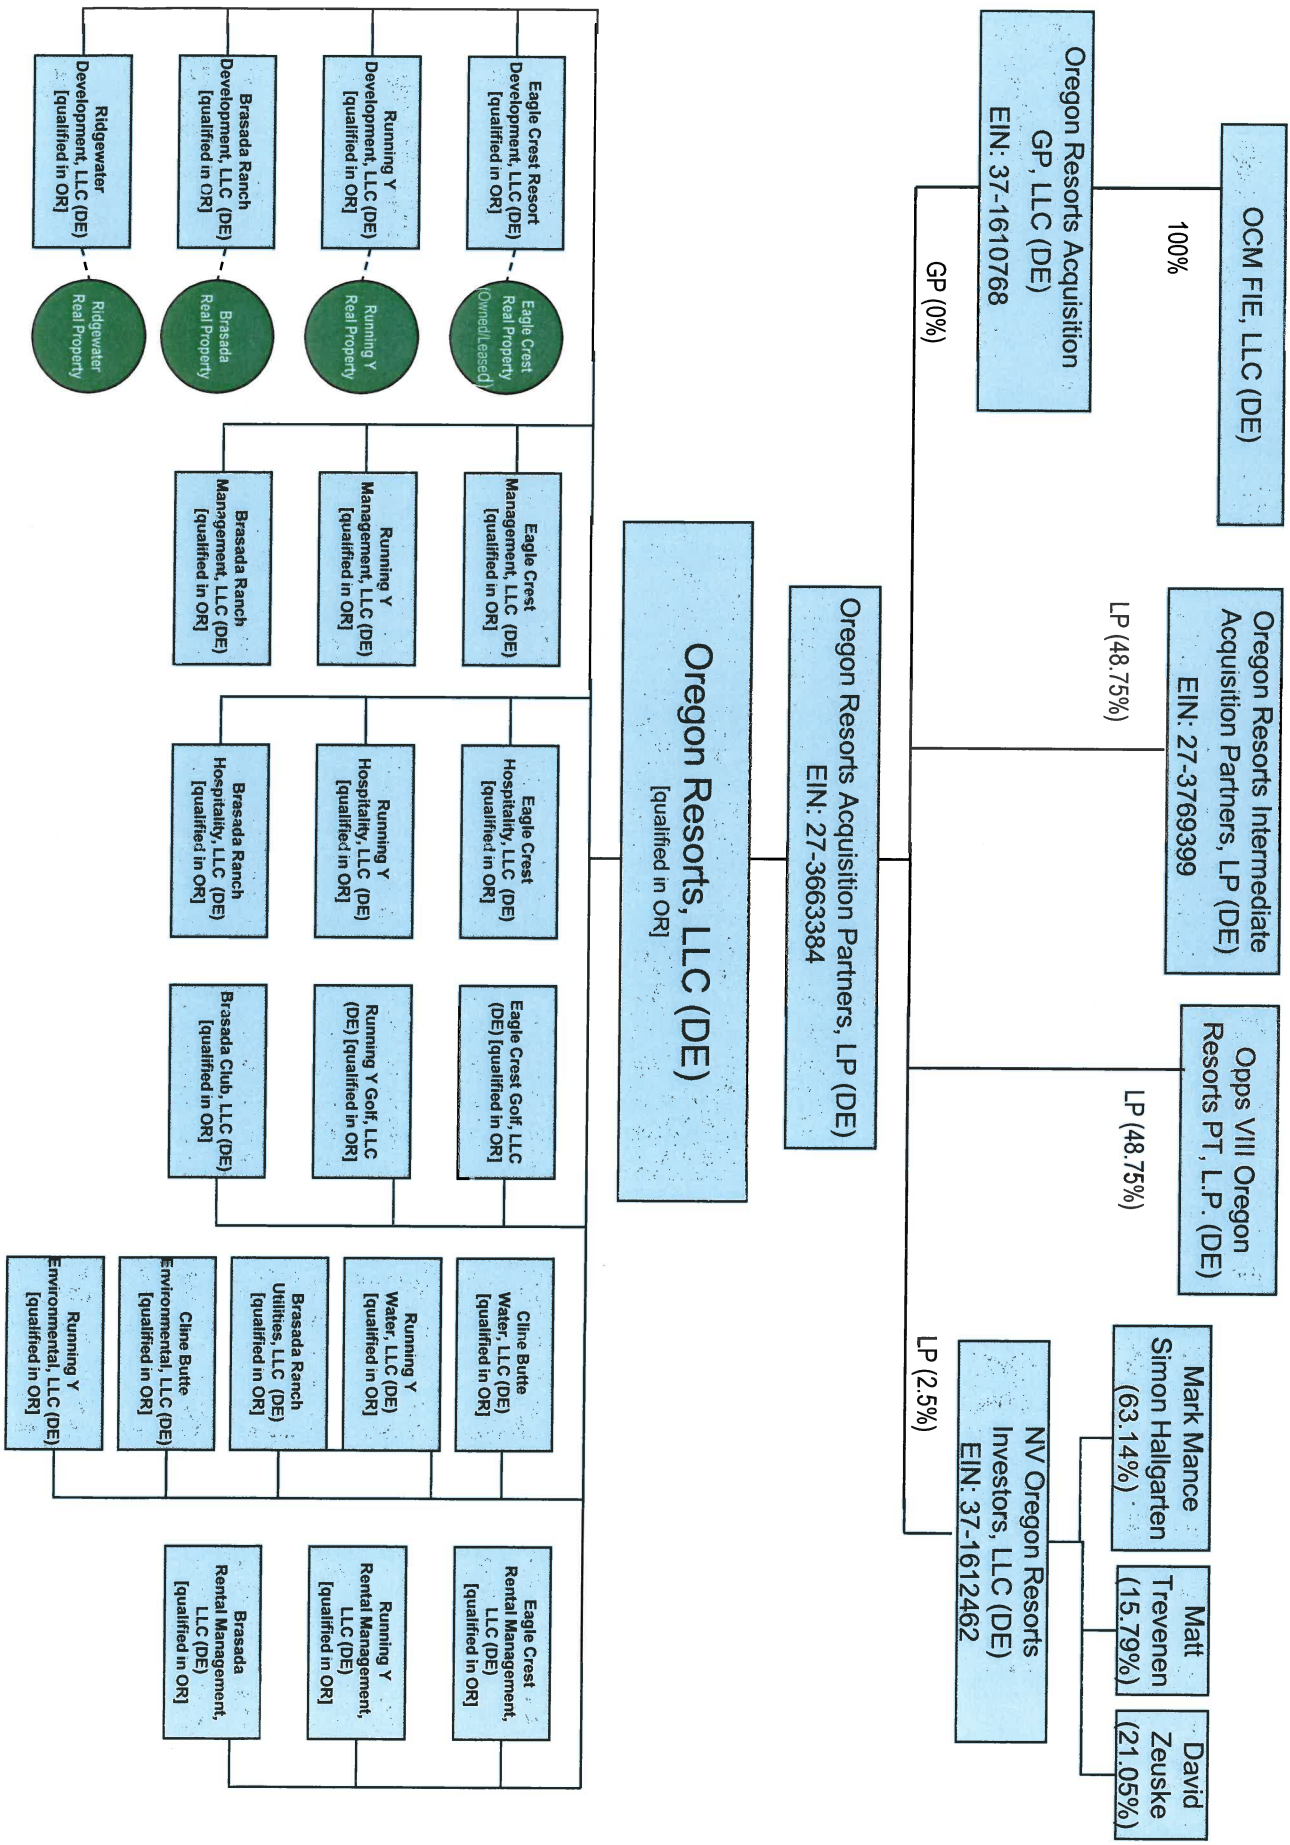 OCM FIE, LLC (DE)
100%
Oregon Resorts Acquisition
GP, LLC (DE)
EIN: 37-1610768
GP (0%)
Oregon Resorts Intermediate
Acquisition Partners, LP (DE)
EIN: 27-3769399
LP (48.75%)
Opps VIII Oregon
Resorts PT, L.P. (DE)
LP (48.75%)
Mark Mance
Simon Hallgarten
(63.14%)
Matt
Trevenen
(15.79%)
David
Zeuske
(21.05%)
NV Oregon Resorts
Investors, LLC (DE)
EIN: 37-1612462
LP (2.5%)
Oregon Resorts Acquisition Partners, LP (DE)
EIN: 27-3663384
Oregon Resorts, LLC (DE)
[qualified in OR]
Eagle Crest Resort
Development, LLC (DE)
[qualified in OR]
Eagle Crest
Real Property
(Owned/Leased)
Running Y
Development, LLC (DE)
[qualified in OR]
Running Y
Real Property
Brasada Ranch
Development, LLC (DE)
[qualified in OR]
Brasada
Real Property
Ridgewater
Development, LLC (DE)
[qualified in OR]
Ridgewater
Real Property
Eagle Crest
Management, LLC (DE)
[qualified in OR]
Running Y
Management, LLC (DE)
[qualified in OR]
Brasada Ranch
Management, LLC (DE)
[qualified in OR]
Eagle Crest
Hospitality, LLC (DE)
[qualified in OR]
Running Y
Hospitality, LLC (DE)
[qualified in OR]
Brasada Ranch
Hospitality, LLC (DE)
[qualified in OR]
Eagle Crest Golf, LLC
(DE) [qualified in OR]
Running Y Golf, LLC
(DE) [qualified in OR]
Brasada Club, LLC (DE)
[qualified in OR]
Cline Butte
Water, LLC (DE)
[qualified in OR]
Running Y
Water, LLC (DE)
[qualified in OR]
Brasada Ranch
Utilities, LLC (DE)
[qualified in OR]
Cline Butte
Environmental, LLC (DE)
[qualified in OR]
Running Y
Environmental, LLC (DE)
[qualified in OR]
Eagle Crest
Rental Management,
LLC (DE)
[qualified in OR]
Running Y
Rental Management,
LLC (DE)
[qualified in OR]
Brasada
Rental Management,
LLC (DE)
[qualified in OR]